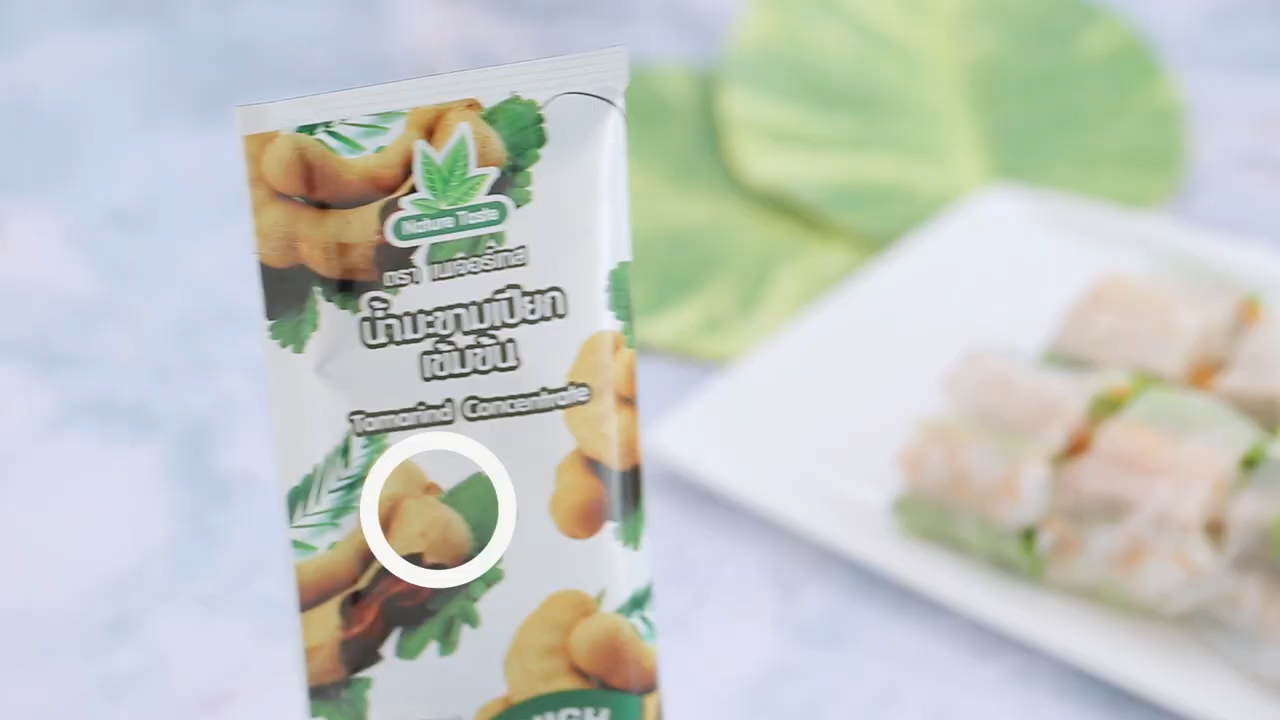 Nature Taste
ตรา เนเจอร์เทส
น้ำมะขามเปียก
เข้มข้น
Tamarind Concentrate